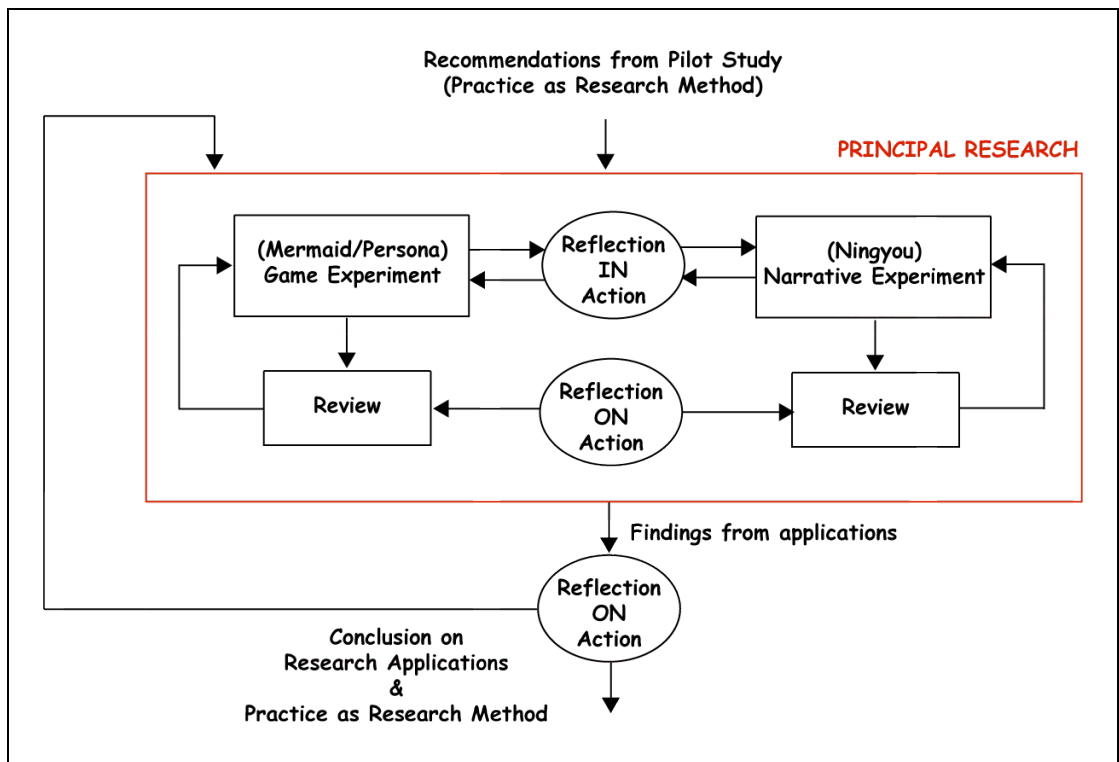 Recommendations from Pilot Study
(Practice as Research Method)
PRINCIPAL RESEARCH
(Mermaid/Persona)
Game Experiment
Reflection
IN
Action
(Ningyou)
Narrative Experiment
Review
Reflection
ON
Action
Review
Findings from applications
Reflection
ON
Action
Conclusion on
Research Applications
&
Practice as Research Method